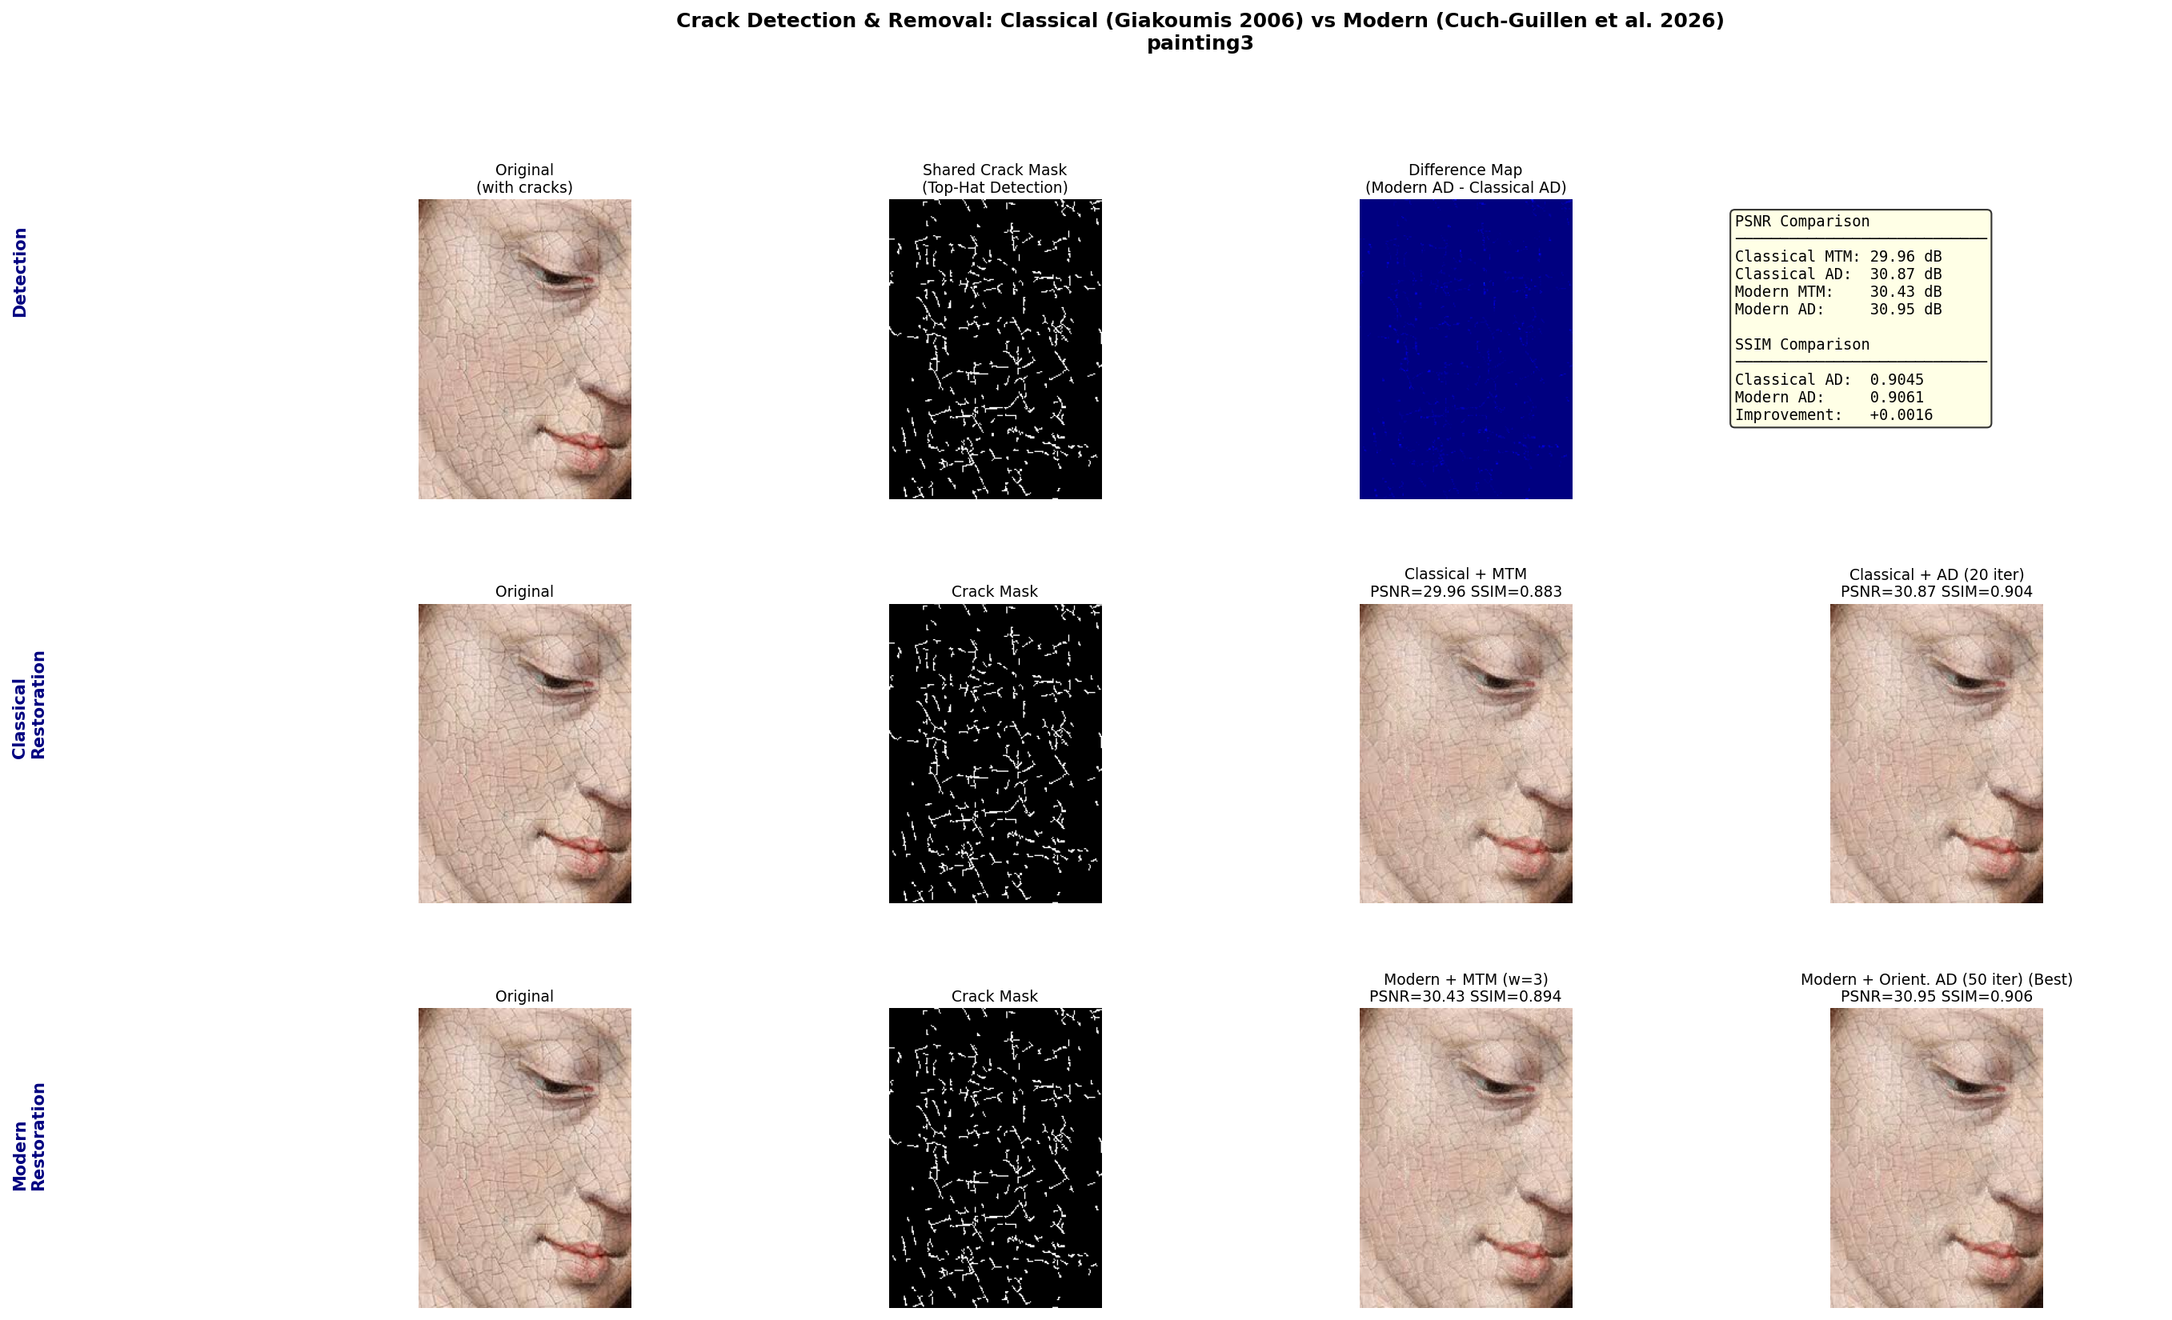 Crack Detection & Removal: Classical (Giakoumis 2006) vs Modern (Cuch-Guillen et al. 2026)
painting3
Detection
Original
(with cracks)
Shared Crack Mask
(Top-Hat Detection)
Difference Map
(Modern AD - Classical AD)
PSNR Comparison
Classical MTM: 29.96 dB
Classical AD: 30.87 dB
Modern MTM: 30.43 dB
Modern AD: 30.95 dB
SSIM Comparison
Classical AD: 0.9045
Modern AD: 0.9061
Improvement: +0.0016
Classical
Restoration
Original
Crack Mask
Classical + MTM
PSNR=29.96 SSIM=0.883
Classical + AD (20 iter)
PSNR=30.87 SSIM=0.904
Modern
Restoration
Original
Crack Mask
Modern + MTM (w=3)
PSNR=30.43 SSIM=0.894
Modern + Orient. AD (50 iter) (Best)
PSNR=30.95 SSIM=0.906